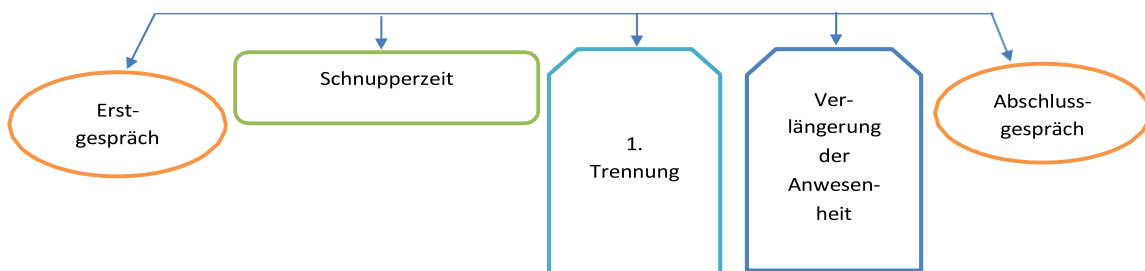 Erst-
gespräch
Schnupperzeit
1.
Trennung
Ver-
längerung
der
Anwesen-
heit
Abschluss-
gespräch